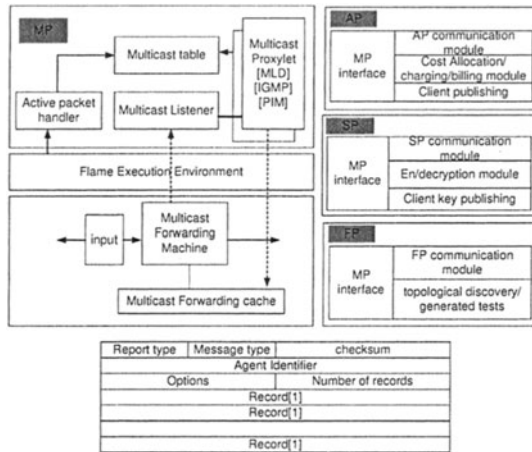 MP
Multicast table
Multicast
Proxylet
[MLD]
[IGMP]
[PIM]
Active packet
handler
Multicast Listener
Flame Execution Environment
input
Multicast
Forwarding
Machine
Multicast Forwarding cache
AP
MP
interface
AP communication
module
Cost Allocation/
charging/billing module
Client publishing
SP
MP
interface
SP communication
module
En/decryption module
Client key publishing
FP
MP
interface
FP communication
module
topological discovery/
generated tests
Report type Message type checksum
Agent Identifier
Options Number of records
Record[1]
Record[1]
Record[1]